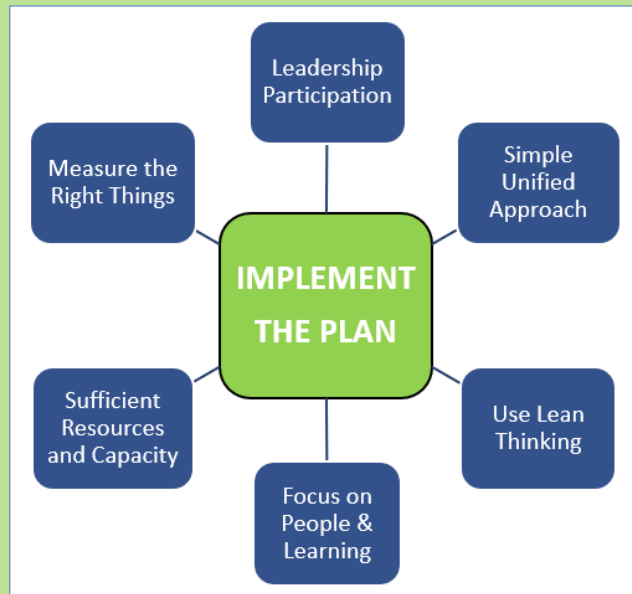 Leadership
Participation
Simple
Unified
Approach
Use Lean
Thinking
Focus on
People &
Learning
Sufficient
Resources
and Capacity
Measure the
Right Things
IMPLEMENT
THE PLAN